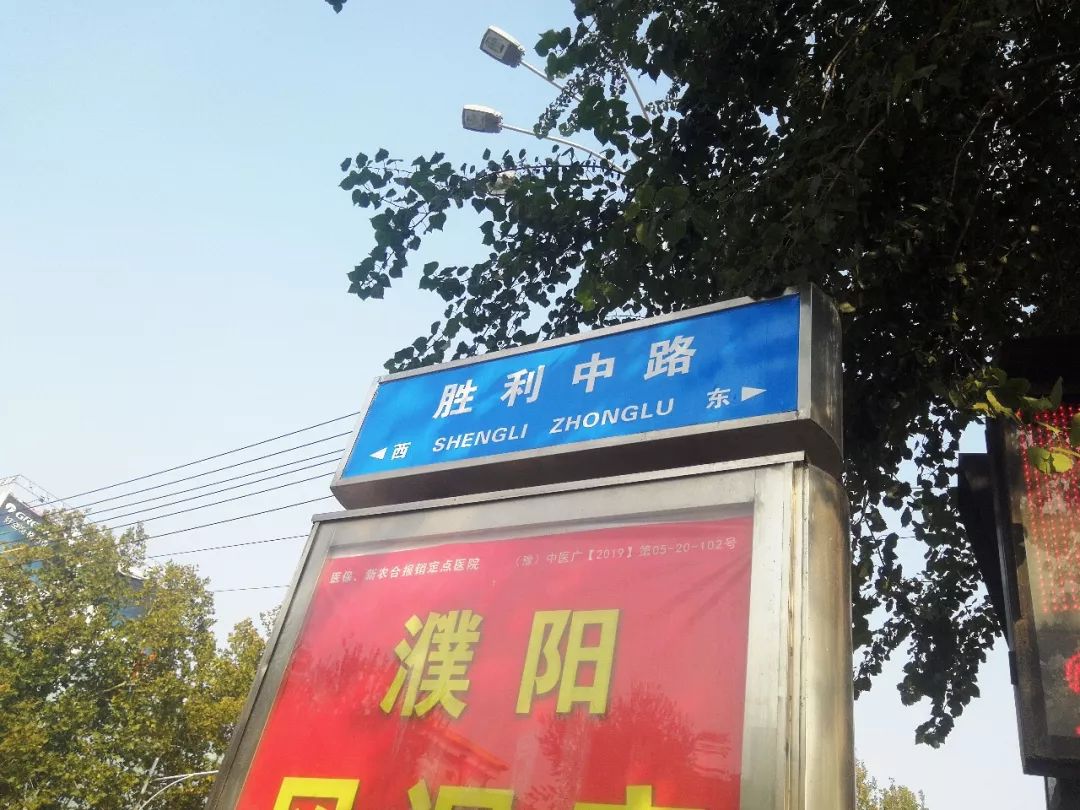 胜利中路
西 SHENGLI ZHONGLU 东
医保、新农合报销定点医院 (豫)中医广【2019】第05-20-102号
濮阳